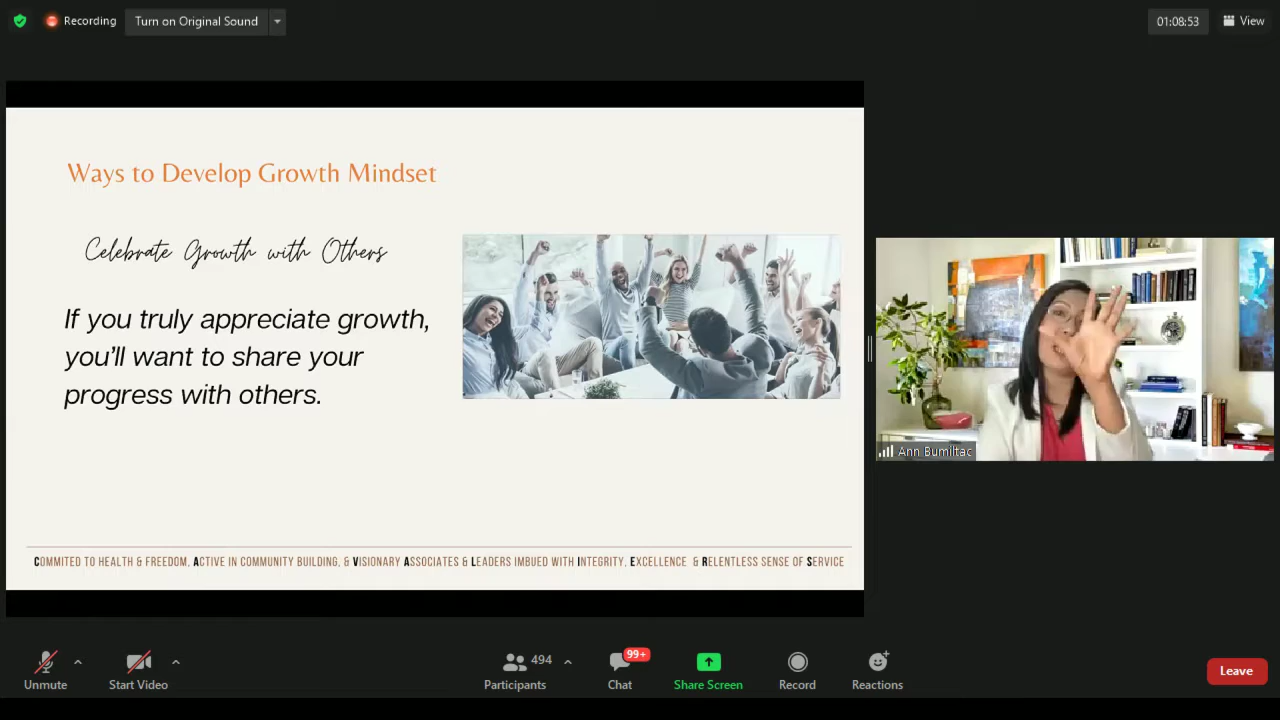 Recording
Turn on Original Sound
01:08:53
View
Ways to Develop Growth Mindset
Celebrate Growth with Others
If you truly appreciate growth,
you'll want to share your
progress with others.
COMMITED TO HEALTH & FREEDOM, ACTIVE IN COMMUNITY BUILDING, & VISIONARY ASSOCIATES & LEADERS IMBUED WITH INTEGRITY, EXCELLENCE & RELENTLESS SENSE OF SERVICE
Ann Bumiltac
Unmute
Start Video
494
Participants
99+
Chat
Share Screen
Record
Reactions
Leave